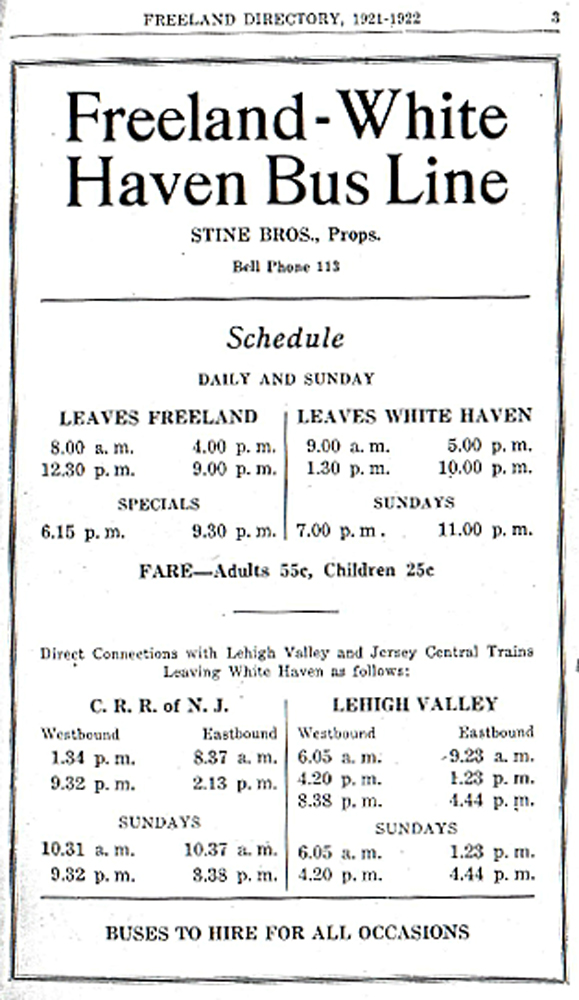 FREELAND DIRECTORY, 1921-1922 3
Freeland-White
Haven Bus Line
STINE BROS., Props.
Bell Phone 113
Schedule
DAILY AND SUNDAY
LEAVES FREELAND LEAVES WHITE HAVEN
8.00 a. m. 4.00 p. m. 9.00 a. m. 5.00 p. m.
12.30 p. m. 9.00 p. m. 1.30 p. m. 10.00 p. m.
SPECIALS SUNDAYS
6.15 p. m. 9.30 p. m. 7.00 p. m. 11.00 p. m.
FARE—Adults 55c, Children 25c
Direct Connections with Lehigh Valley and Jersey Central Trains
Leaving White Haven as follows:
C. R. R. of N. J. LEHIGH VALLEY
Westbound Eastbound Westbound Eastbound
1.34 p. m. 8.37 a. m. 6.05 a. m. 9.23 a. m.
9.32 p. m. 2.13 p. m. 4.20 p. m. 1.23 p. m.
8.38 p. m. 4.44 p. m.
SUNDAYS SUNDAYS
10.31 a. m. 10.37 a. m. 6.05 a. m. 1.23 p. m.
9.32 p. m. 8.38 p. m. 4.20 p. m. 4.44 p. m.
BUSES TO HIRE FOR ALL OCCASIONS